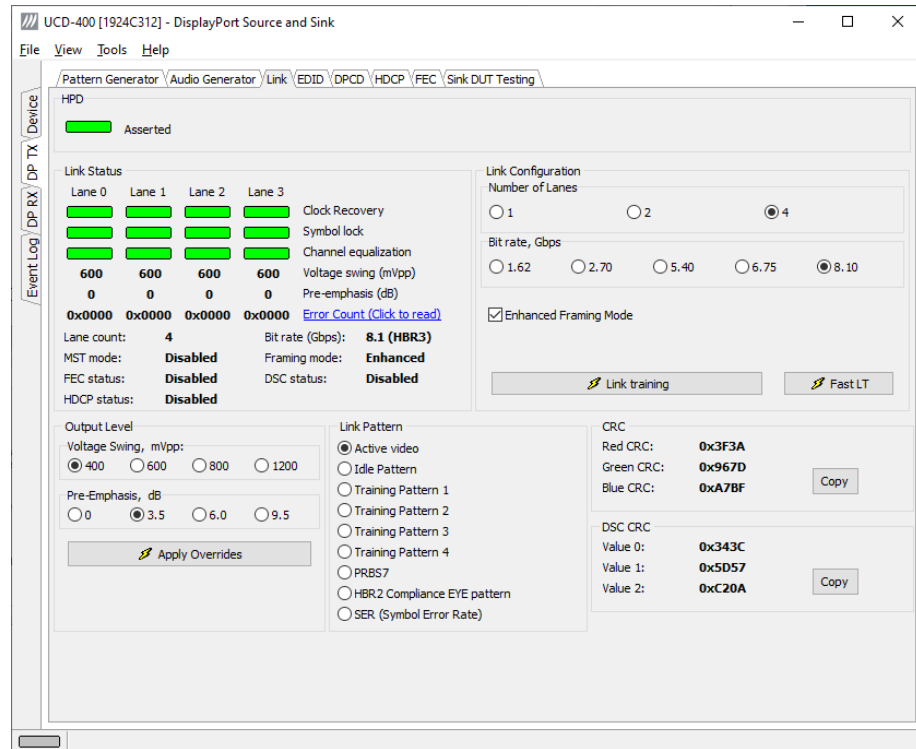 UCD-400 [1924C312] - DisplayPort Source and Sink
File View Tools Help
Pattern Generator Audio Generator Link EDID DPCD HDCP FEC Sink DUT Testing
Device
DP TX
DP RX
Event Log
HPD
Asserted
Link Status
Lane 0 Lane 1 Lane 2 Lane 3
Clock Recovery
Symbol lock
Channel equalization
600 600 600 600 Voltage swing (mVpp)
0 0 0 0 Pre-emphasis (dB)
0x0000 0x0000 0x0000 0x0000 Error Count (Click to read)
Lane count: 4 Bit rate (Gbps): 8.1 (HBR3)
MST mode: Disabled Framing mode: Enhanced
FEC status: Disabled DSC status: Disabled
HDCP status: Disabled
Link Configuration
Number of Lanes
1 2 4
Bit rate, Gbps
1.62 2.70 5.40 6.75 8.10
Enhanced Framing Mode
Link training Fast LT
Output Level
Voltage Swing, mVpp:
400 600 800 1200
Pre-Emphasis, dB
0 3.5 6.0 9.5
Apply Overrides
Link Pattern
Active video
Idle Pattern
Training Pattern 1
Training Pattern 2
Training Pattern 3
Training Pattern 4
PRBS7
HBR2 Compliance EYE pattern
SER (Symbol Error Rate)
CRC
Red CRC: 0x3F3A
Green CRC: 0x967D
Blue CRC: 0xA7BF
Copy
DSC CRC
Value 0: 0x343C
Value 1: 0x5D57
Value 2: 0xC20A
Copy